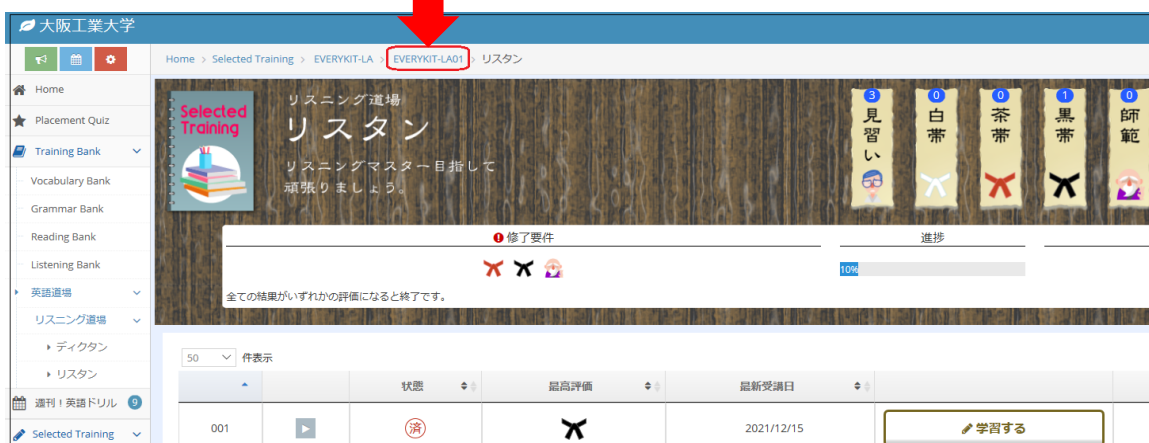 大阪工業大学
Home > Selected Training > EVERYKIT-LA > EVERYKIT-LA01 > リスタン
Home
Placement Quiz
Training Bank
Vocabulary Bank
Grammar Bank
Reading Bank
Listening Bank
英語道場
リスニング道場
ディクタン
リスタン
週刊！英語ドリル 9
Selected Training
Selected
Training
リスニング道場
リスタン
リスニングマスター目指して
頑張りましょう。
3
見習い
0
白帯
0
茶帯
1
黒帯
0
師範
修了要件
進捗
10%
全ての結果がいずれかの評価になると終了です。
50 件表示
状態 最高評価 最新受講日
001 済 2021/12/15 学習する